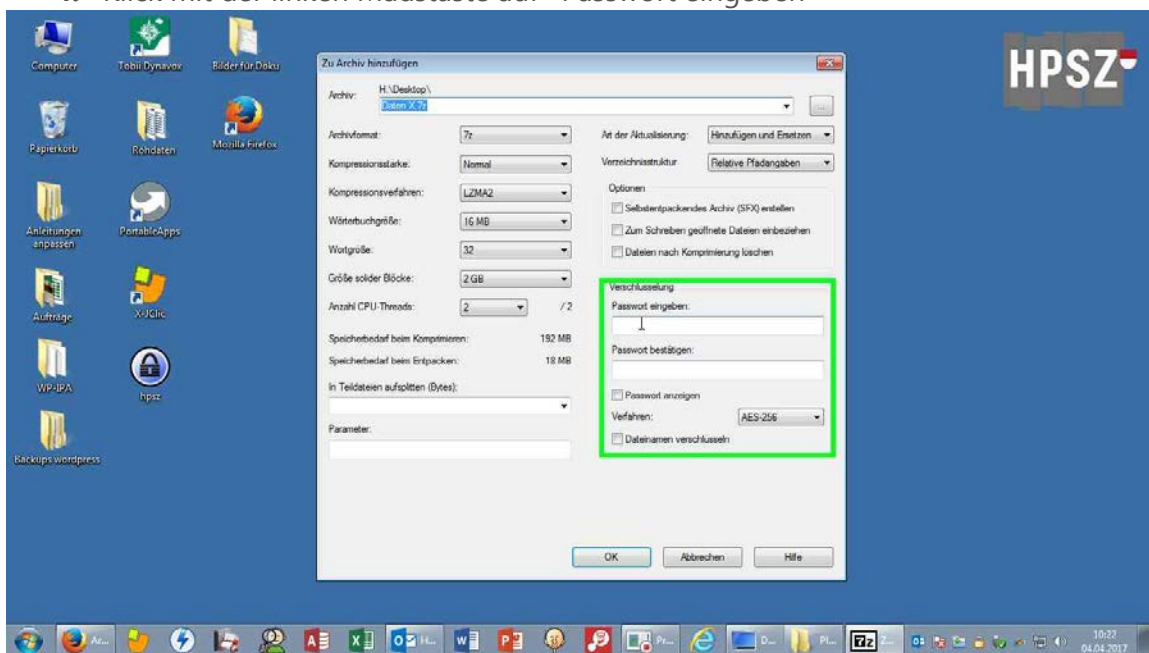 Klick mit der linken Maustaste auf "Passwort eingeben"
Computer
Tobii Dynavox
Bilder für Doku
HPSZ
Papierkorb
Rohdaten
Mozilla Firefox
Anleitungen
anpassen
PortableApps
Aufträge
X-JClic
WP-IPA
hpsz
Backups wordpress
Zu Archiv hinzufügen
Archiv:
H:\Desktop\
Daten X.7z
...
Archivformat:
7z
Kompressionsstärke:
Normal
Kompressionsverfahren:
LZMA2
Wörterbuchgröße:
16 MB
Wortgröße:
32
Größe solider Blöcke:
2 GB
Anzahl CPU-Threads:
2
/ 2
Speicherbedarf beim Komprimieren:
192 MB
Speicherbedarf beim Entpacken:
18 MB
In Teildateien aufsplitten (Bytes):
Parameter:
Art der Aktualisierung:
Hinzufügen und Ersetzen
Verzeichnisstruktur
Relative Pfadangaben
Optionen
Selbstentpackendes Archiv (SFX) erstellen
Zum Schreiben geöffnete Dateien einbeziehen
Dateien nach Komprimierung löschen
Verschlüsselung
Passwort eingeben:
Passwort bestätigen:
Passwort anzeigen
Verfahren:
AES-256
Dateinamen verschlüsseln
OK
Abbrechen
Hilfe
Ar...
H...
Pr...
D...
Pl...
7z
Z...
10:22
04.04.2017